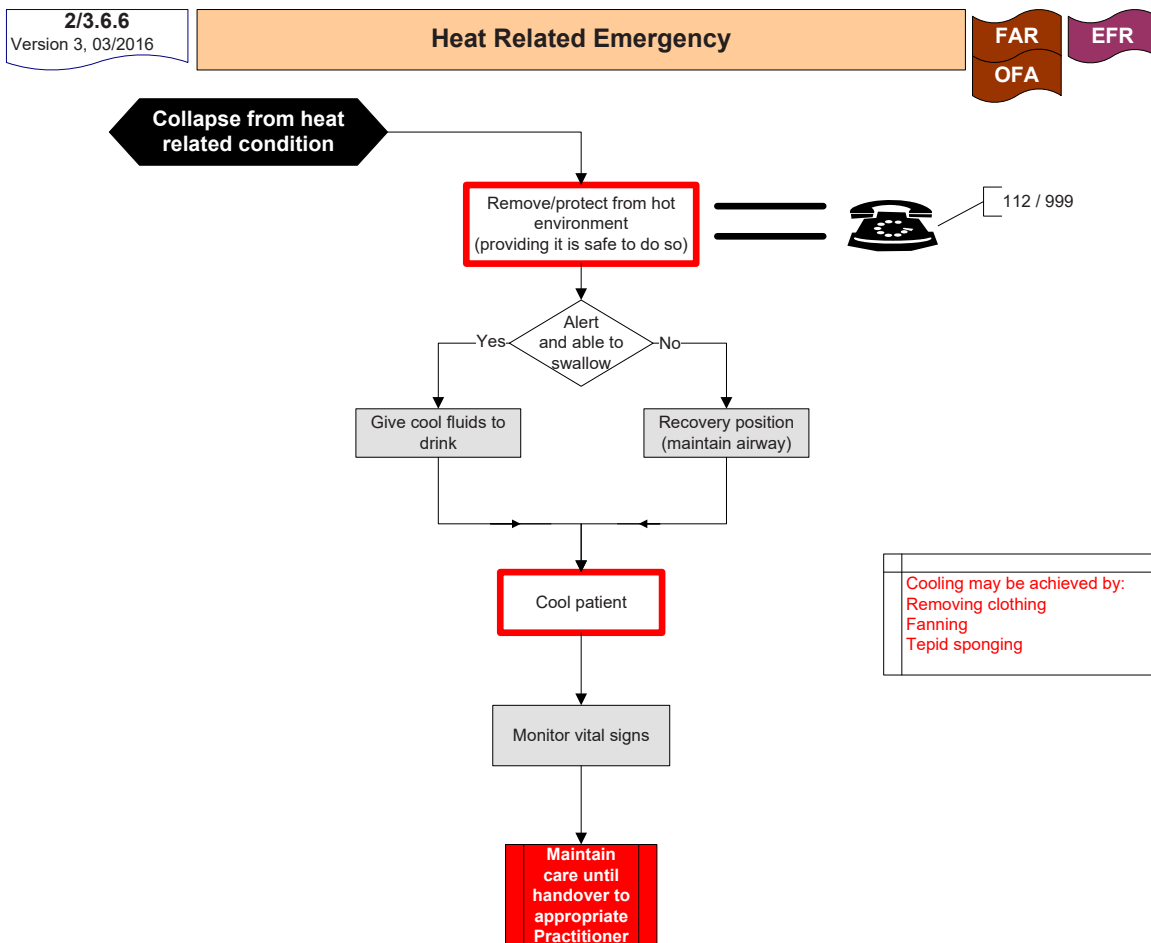 2/3.6.6
Version 3, 03/2016
Heat Related Emergency
FAR
OFA
EFR
Collapse from heat
related condition
Remove/protect from hot
environment
(providing it is safe to do so)
112 / 999
Alert
and able to
swallow
Yes
No
Give cool fluids to
drink
Recovery position
(maintain airway)
Cool patient
Cooling may be achieved by:
Removing clothing
Fanning
Tepid sponging
Monitor vital signs
Maintain
care until
handover to
appropriate
Practitioner